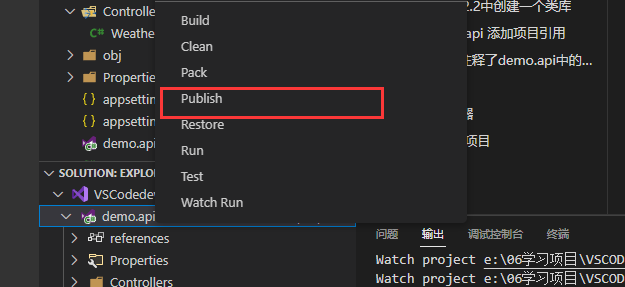 Controller
Weathe
obj
Properties
appsettin
appsettin
demo.api
SOLUTION: EXPLO
VSCodedev
demo.api
references
Properties
Controllers
Build
Clean
Pack
Publish
Restore
Run
Test
Watch Run
2.2中创建一个类库
api 添加项目引用
注释了demo.api中的...
器
项目
问题 输出 调试控制台 终端
Watch project e:\06学习项目\VSCOD
Watch project e:\06学习项目\VSCOD